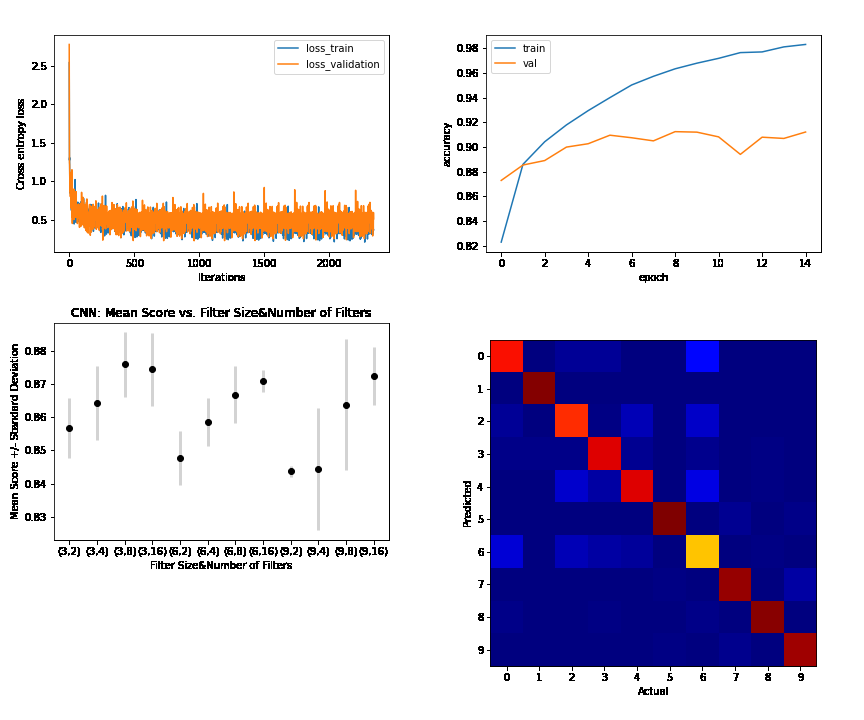 loss_train
loss_validation
2.5
2.0
1.5
1.0
0.5
Cross entropy loss
0 500 1000 1500 2000
Iterations
train
val
0.98
0.96
0.94
0.92
0.90
0.88
0.86
0.84
0.82
accuracy
0 2 4 6 8 10 12 14
epoch
CNN: Mean Score vs. Filter Size&Number of Filters
0.88
0.87
0.86
0.85
0.84
0.83
Mean Score +/- Standard Deviation
(3,2) (3,4) (3,8) (3,16) (6,2) (6,4) (6,8) (6,16) (9,2) (9,4) (9,8) (9,16)
Filter Size&Number of Filters
0
1
2
3
4
5
6
7
8
9
Predicted
0 1 2 3 4 5 6 7 8 9
Actual